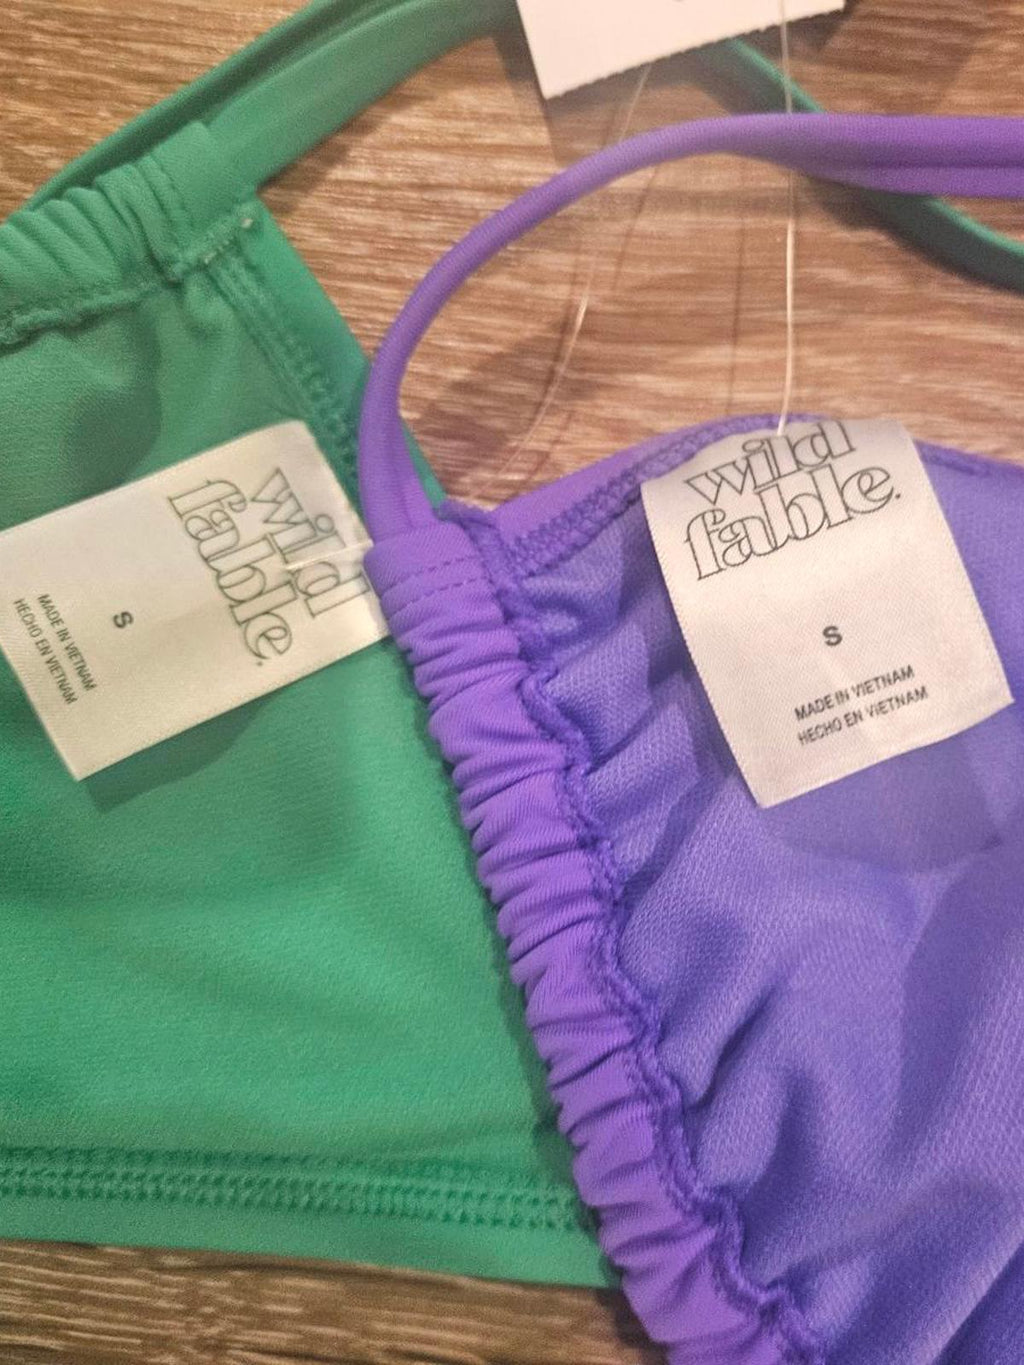 wild
fable.
S
MADE IN VIETNAM
HECHO EN VIETNAM
wild
fable.
S
MADE IN VIETNAM
HECHO EN VIETNAM